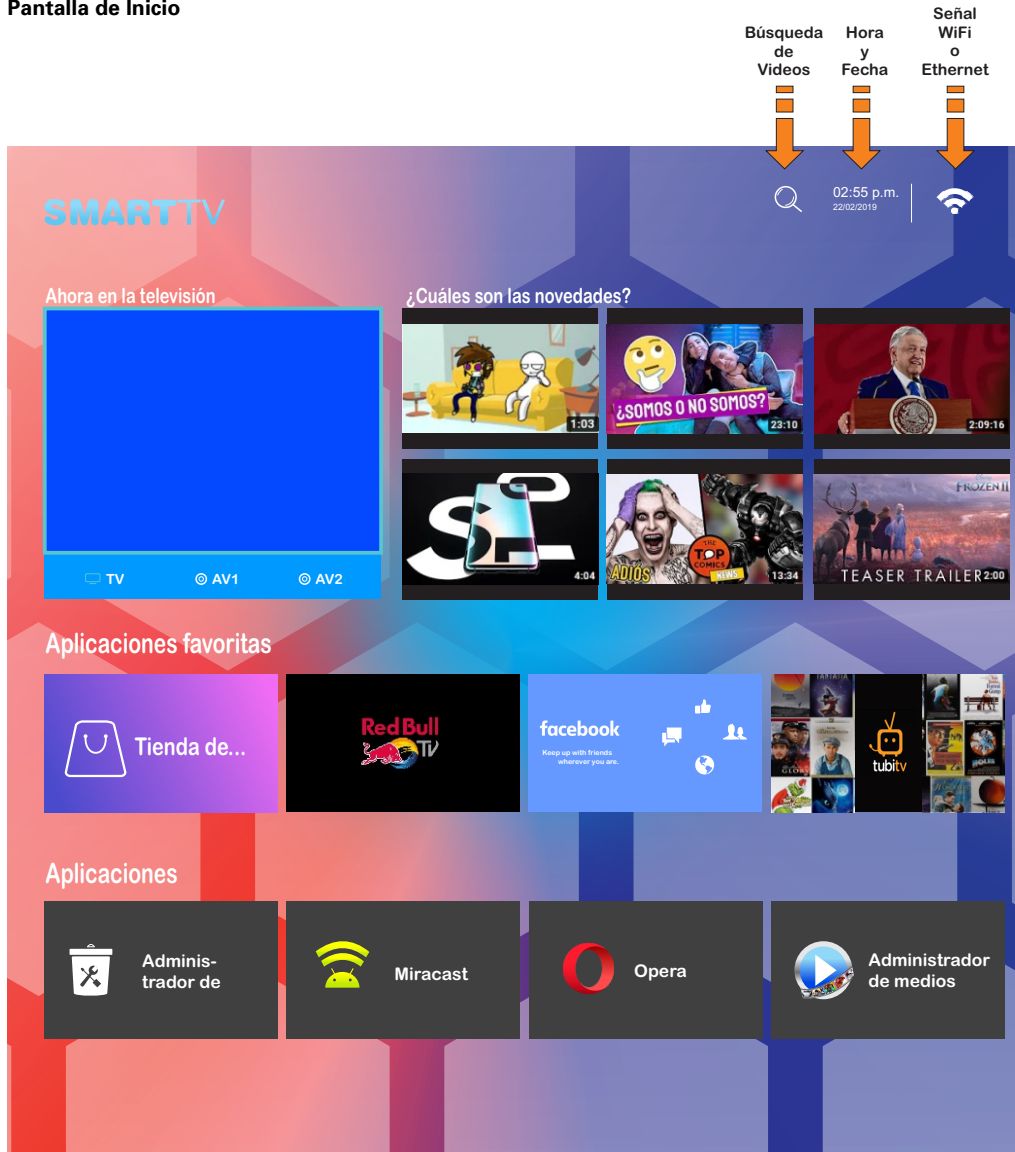 Pantalla de Inicio
Búsqueda
de
Videos
Hora
y
Fecha
Señal
WiFi
o
Ethernet
SMARTTV
02:55 p.m.
22/02/2019
Ahora en la televisión
¿Cuáles son las novedades?
1:03
¿SOMOS O NO SOMOS?
23:10
2:09:16
TV
AV1
AV2
4:04
ADIÓS
THE
TOP
COMICS
NEWS
13:34
FROZEN II
TEASER TRAILER
2:00
Aplicaciones favoritas
Tienda de...
Red Bull
TV
facebook
Keep up with friends
wherever you are.
FANTASIA
GLORY
HOLES
tubitv
Aplicaciones
Adminis-
trador de
Miracast
Opera
Administrador
de medios